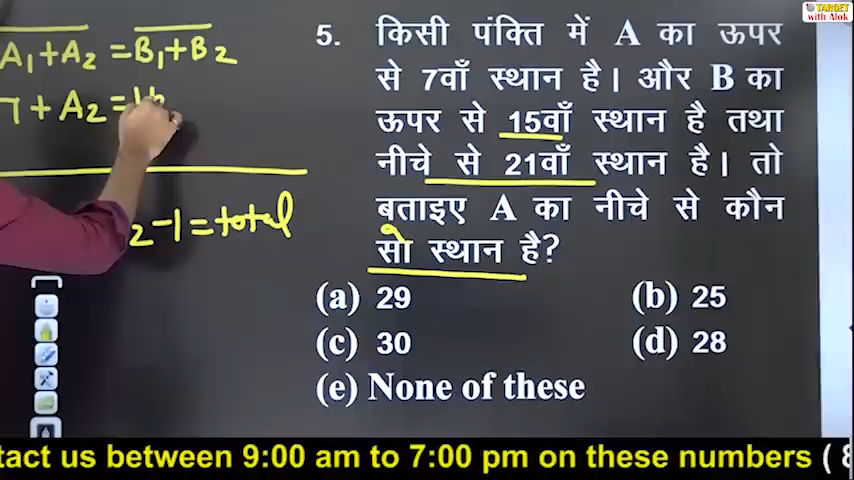 TARGET
with Alok
A₁+A₂ =B₁+B₂
7+A₂=
₂-1=total
5. किसी पंक्ति में A का ऊपर
से 7वाँ स्थान है। और B का
ऊपर से 15वाँ स्थान है तथा
नीचे से 21वाँ स्थान है। तो
बताइए A का नीचे से कौन
सा स्थान है?
(a) 29 (b) 25
(c) 30 (d) 28
(e) None of these
tact us between 9:00 am to 7:00 pm on these numbers ( 8